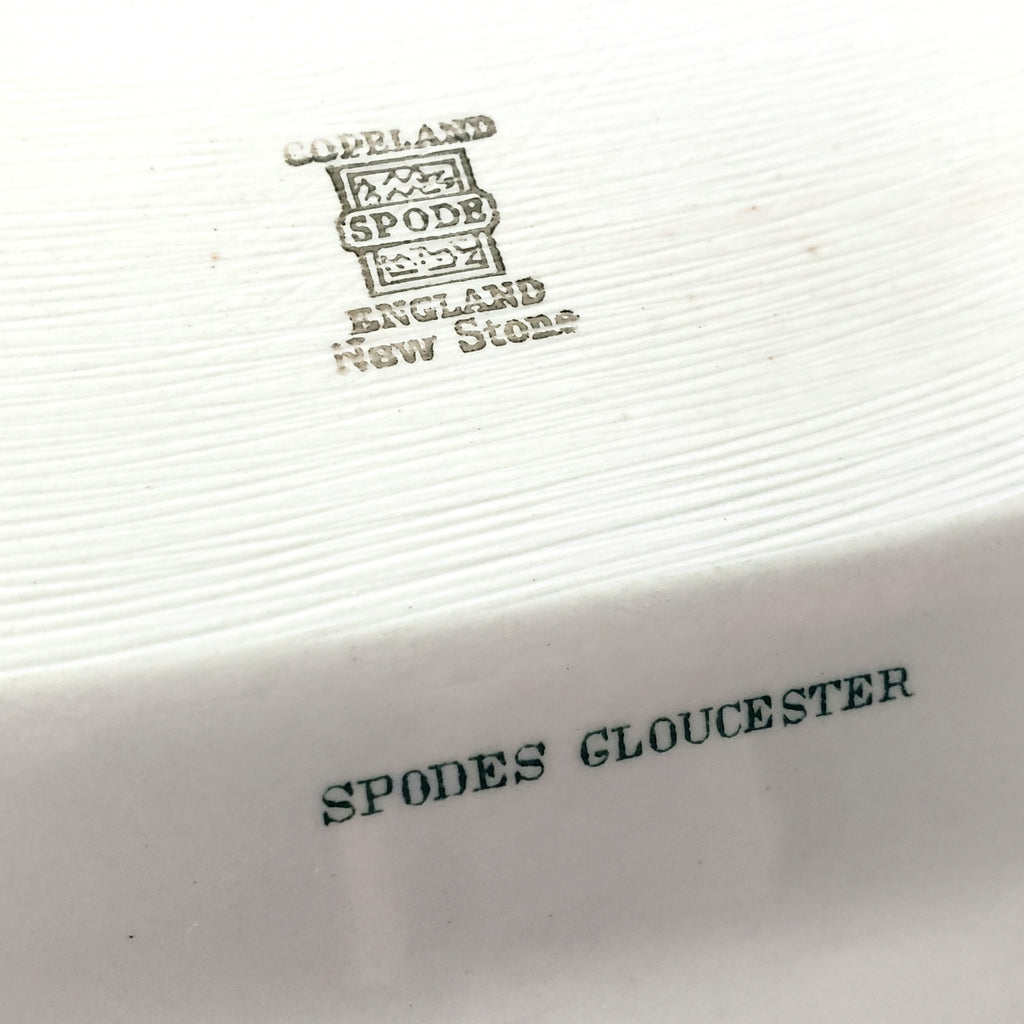 COPELAND
SPODE
ENGLAND
New Stone
SPODES GLOUCESTER